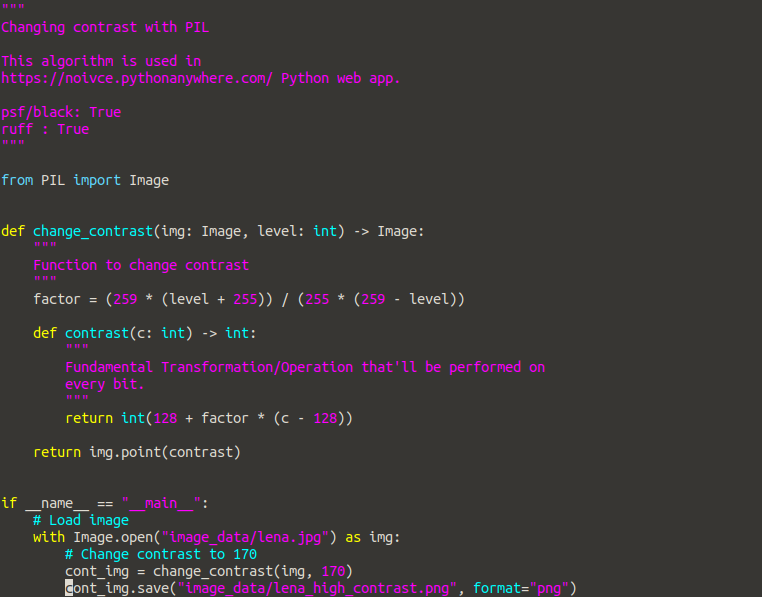 """
Changing contrast with PIL

This algorithm is used in
https://noivce.pythonanywhere.com/ Python web app.

psf/black: True
ruff : True
"""

from PIL import Image


def change_contrast(img: Image, level: int) -> Image:
    """
    Function to change contrast
    """
    factor = (259 * (level + 255)) / (255 * (259 - level))

    def contrast(c: int) -> int:
        """
        Fundamental Transformation/Operation that'll be performed on
        every bit.
        """
        return int(128 + factor * (c - 128))

    return img.point(contrast)


if __name__ == "__main__":
    # Load image
    with Image.open("image_data/lena.jpg") as img:
        # Change contrast to 170
        cont_img = change_contrast(img, 170)
        cont_img.save("image_data/lena_high_contrast.png", format="png")